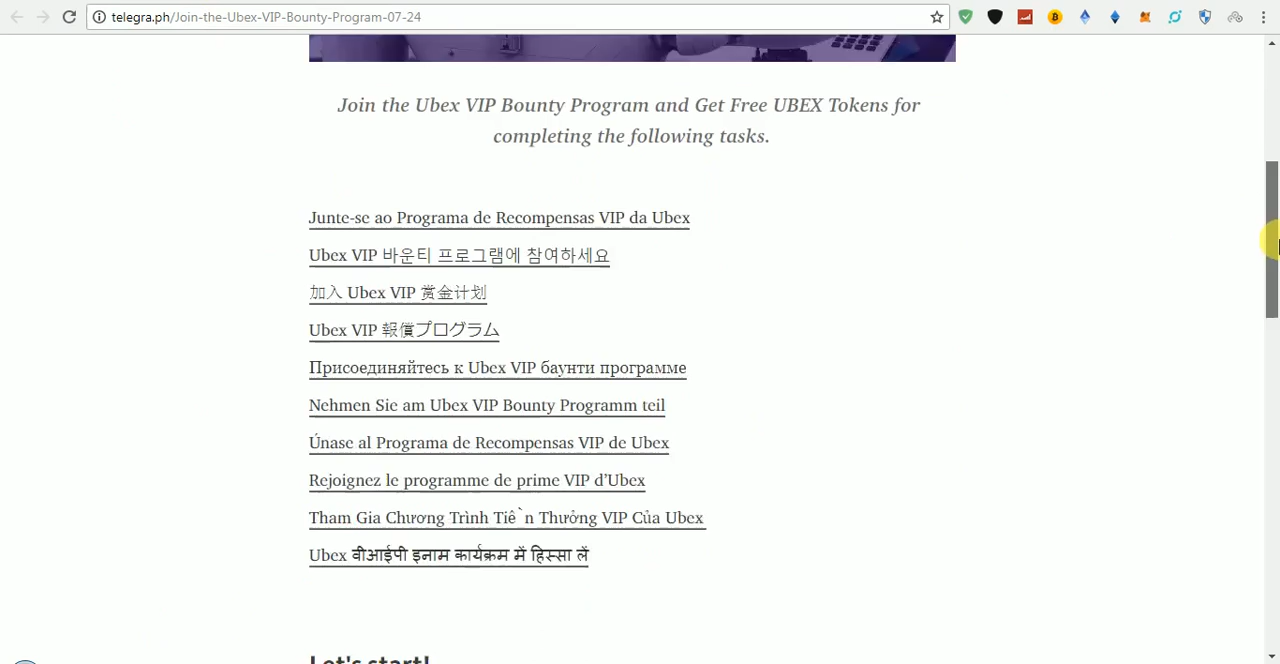 telegra.ph/Join-the-Ubex-VIP-Bounty-Program-07-24
Join the Ubex VIP Bounty Program and Get Free UBEX Tokens for
completing the following tasks.
Junte-se ao Programa de Recompensas VIP da Ubex
Ubex VIP 바운티 프로그램에 참여하세요
加入 Ubex VIP 赏金计划
Ubex VIP 報償プログラム
Присоединяйтесь к Ubex VIP баунти программе
Nehmen Sie am Ubex VIP Bounty Programm teil
Únase al Programa de Recompensas VIP de Ubex
Rejoignez le programme de prime VIP d’Ubex
Tham Gia Chương Trình Tiền Thưởng VIP Của Ubex
Ubex वीआईपी इनाम कार्यक्रम में हिस्सा लें
Let's start!